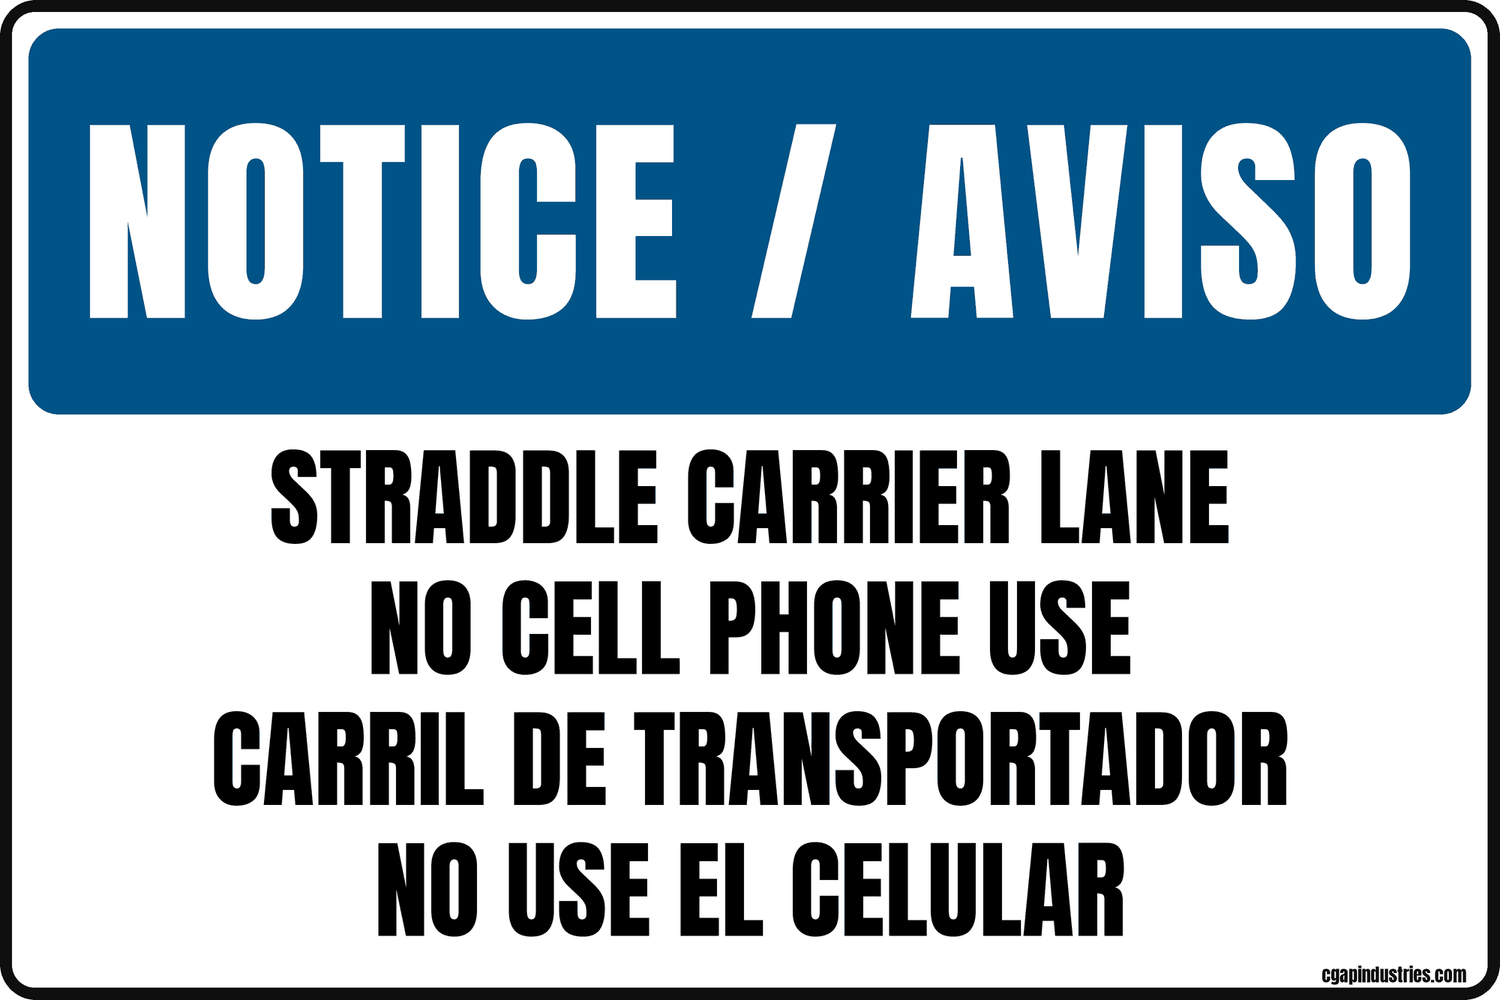 NOTICE / AVISO
STRADDLE CARRIER LANE
NO CELL PHONE USE
CARRIL DE TRANSPORTADOR
NO USE EL CELULAR
cgapindustries.com